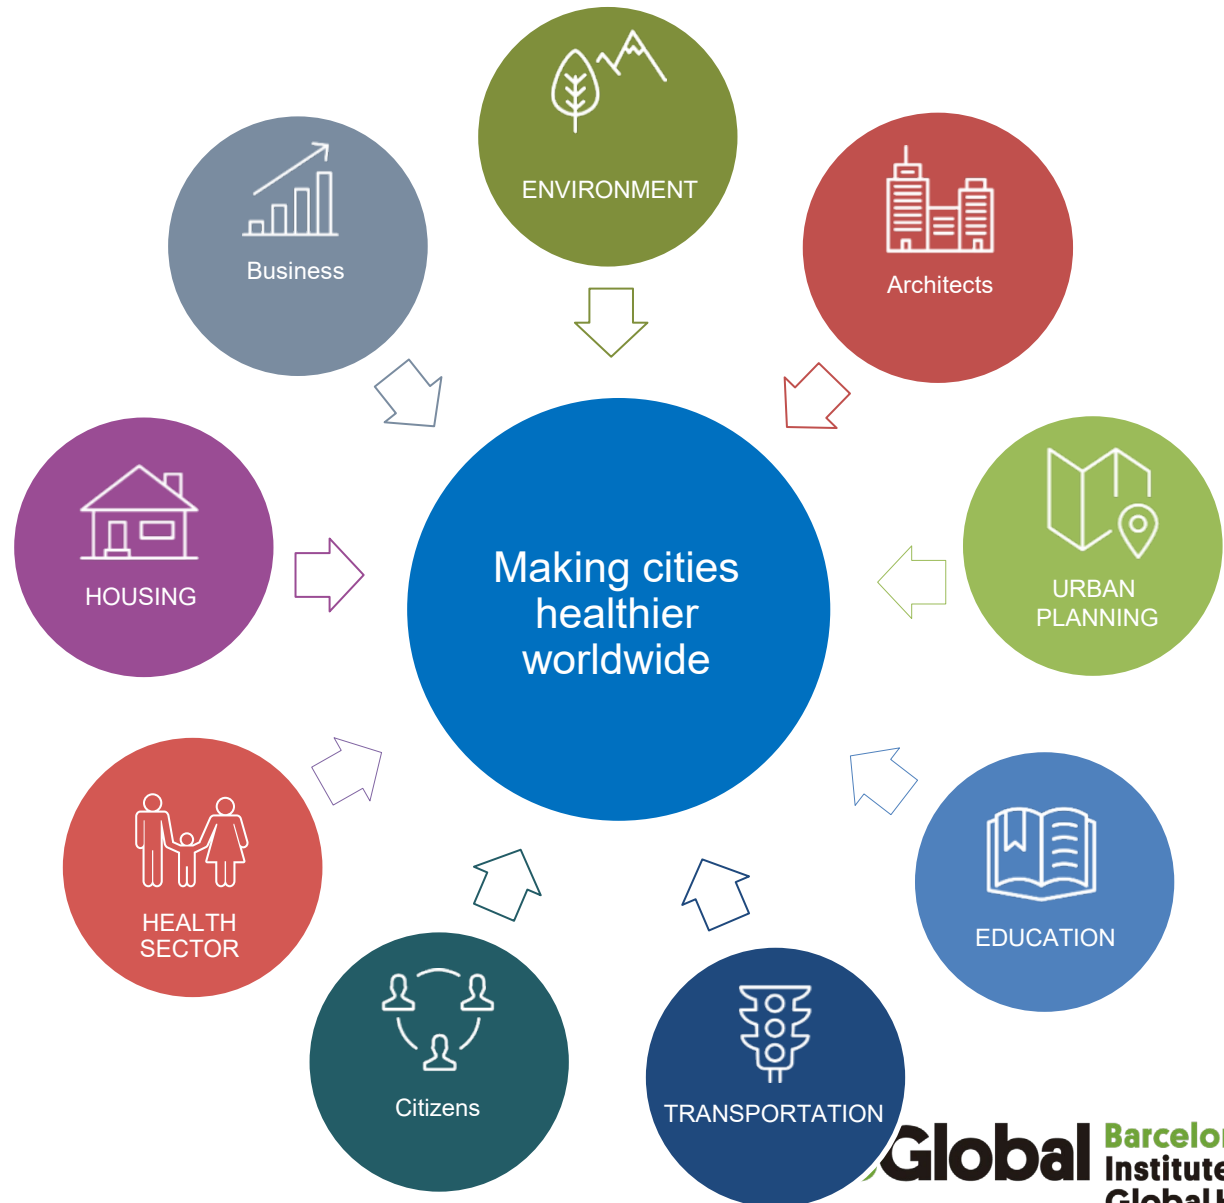 ENVIRONMENT
Business
Architects
Making cities
healthier
worldwide
HOUSING
URBAN
PLANNING
HEALTH
SECTOR
EDUCATION
Citizens
TRANSPORTATION
Global
Institute